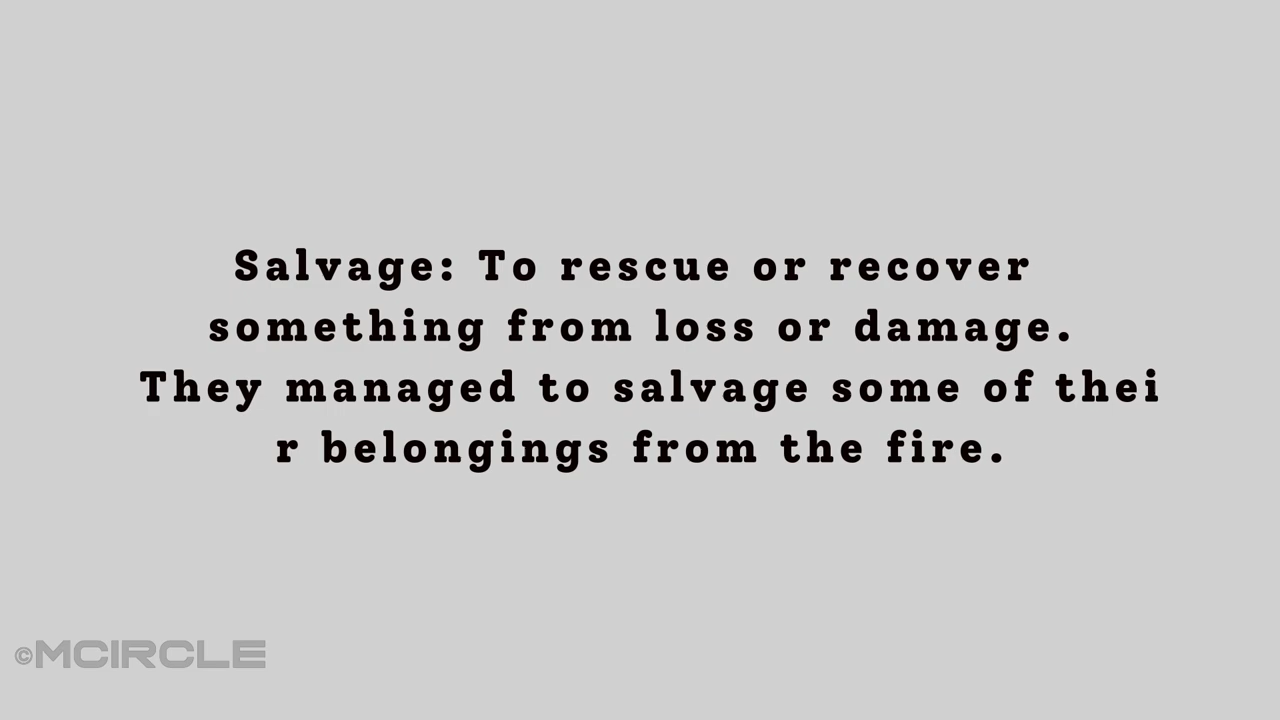 Salvage: To rescue or recover
something from loss or damage.
They managed to salvage some of thei
r belongings from the fire.
©MCIRCLE